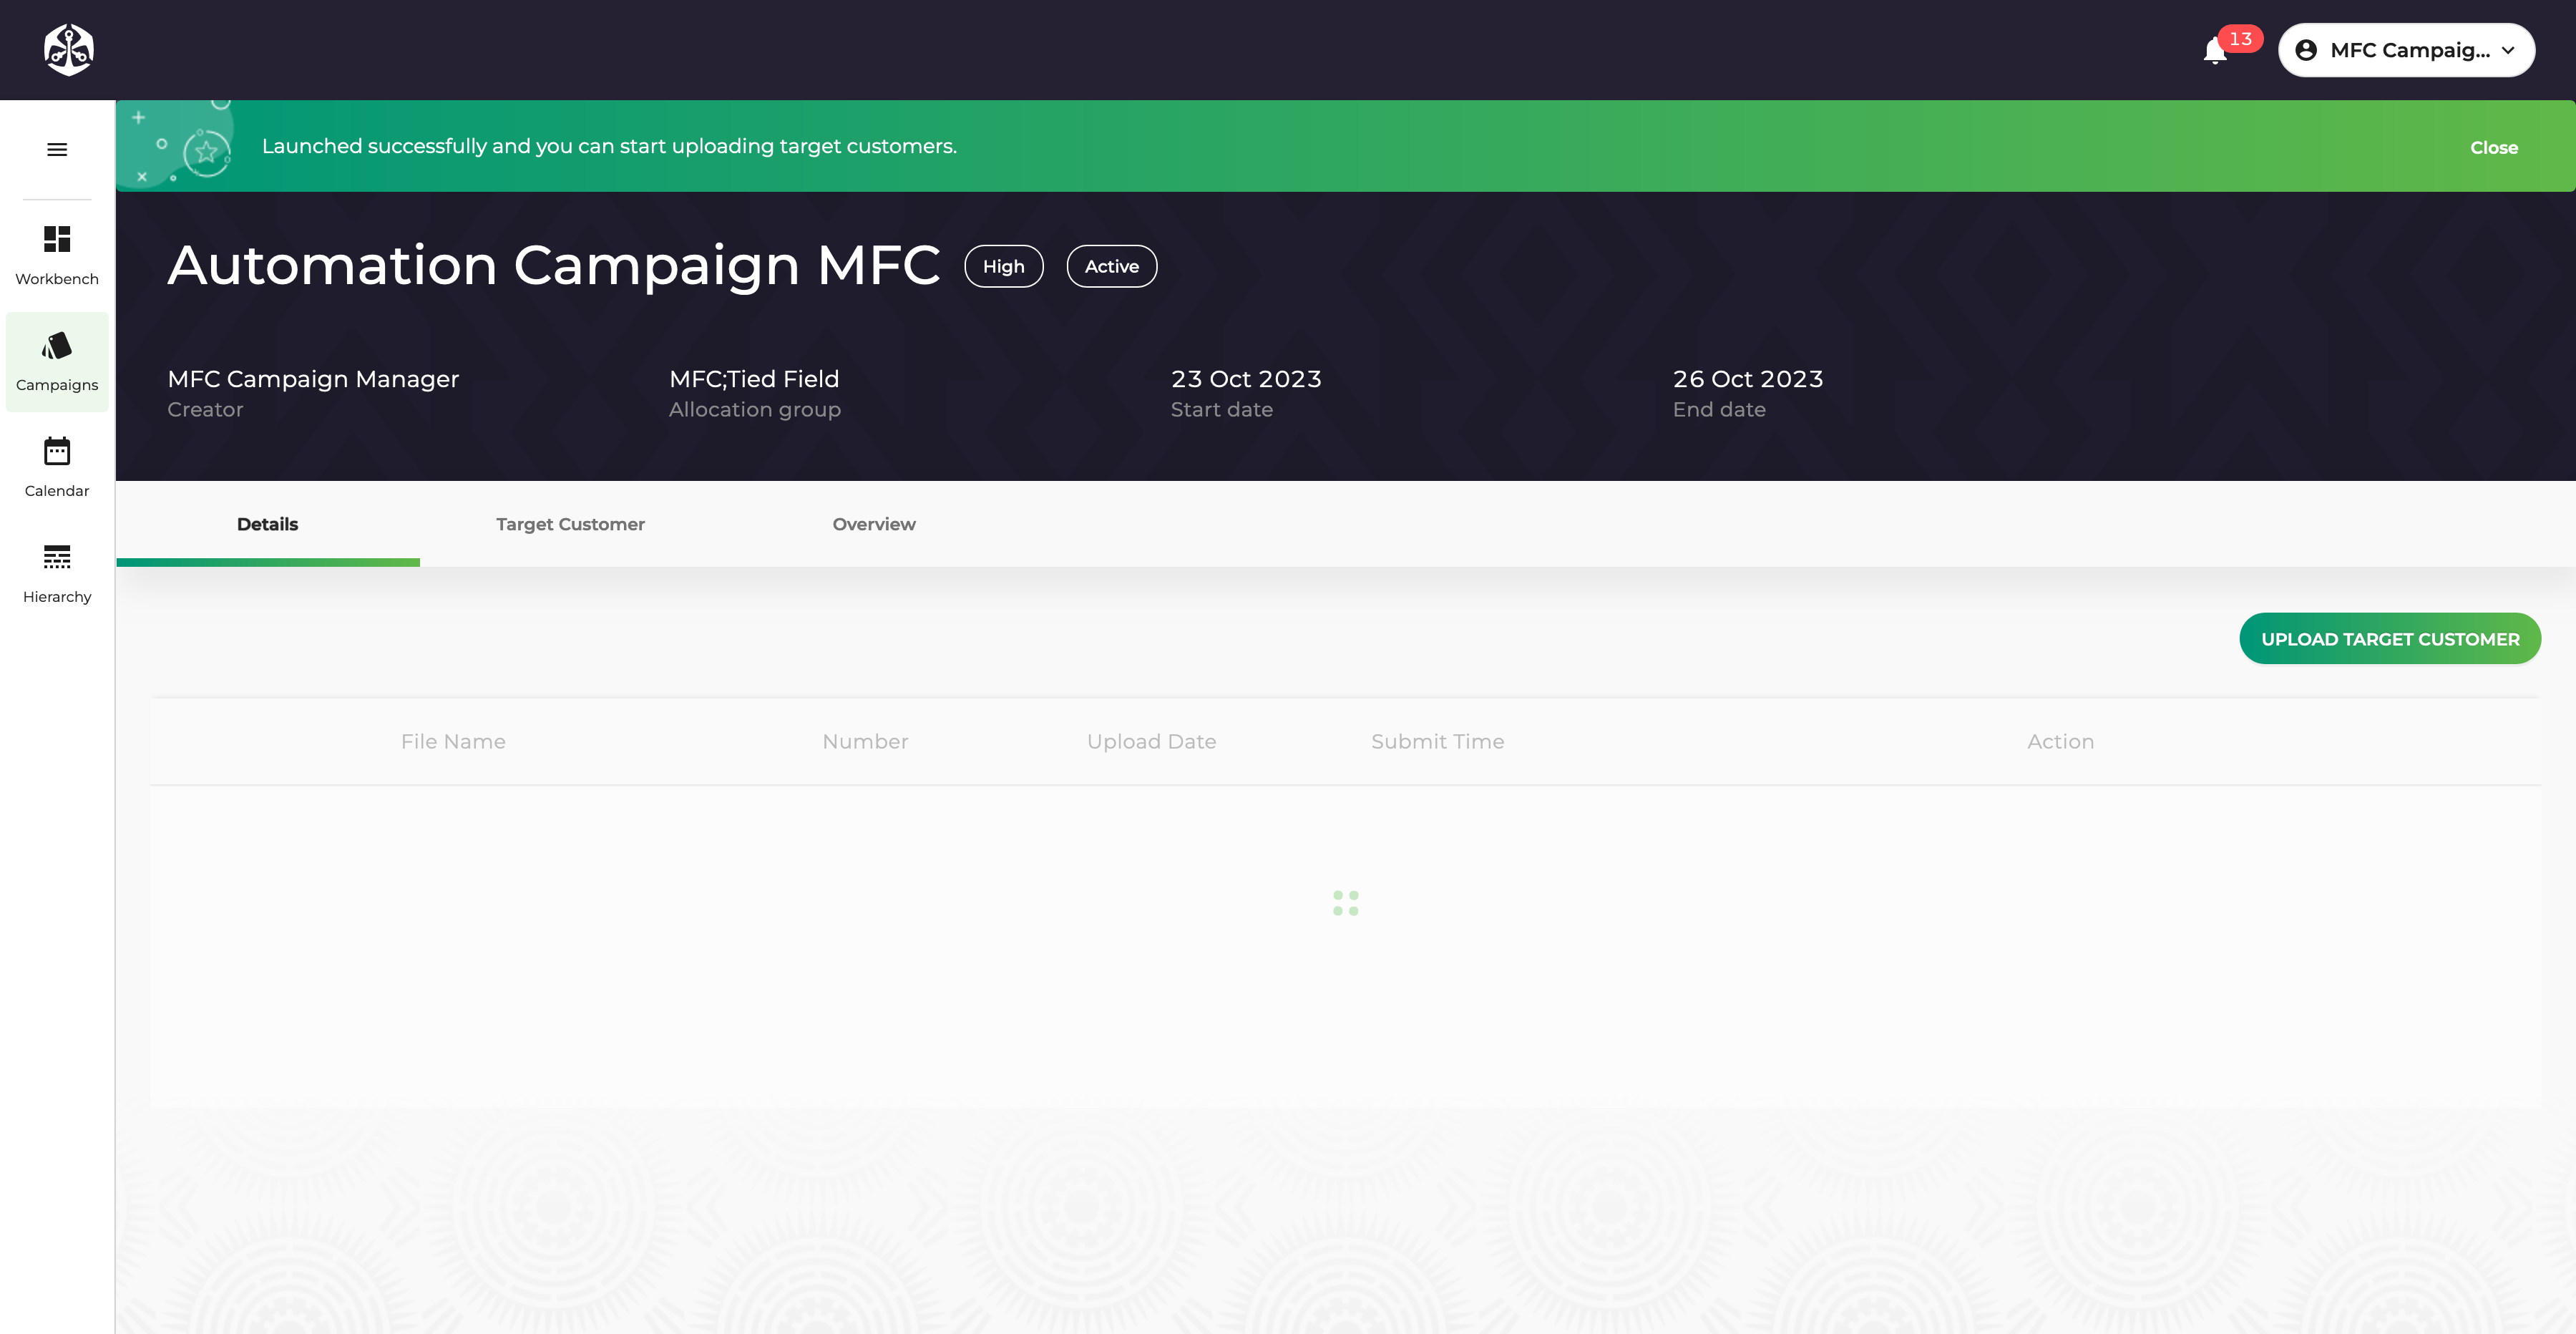 13
MFC Campaig...
Launched successfully and you can start uploading target customers.
Close
Workbench
Campaigns
Calendar
Hierarchy
Automation Campaign MFC
High
Active
MFC Campaign Manager
Creator
MFC;Tied Field
Allocation group
23 Oct 2023
Start date
26 Oct 2023
End date
Details
Target Customer
Overview
UPLOAD TARGET CUSTOMER
File Name
Number
Upload Date
Submit Time
Action